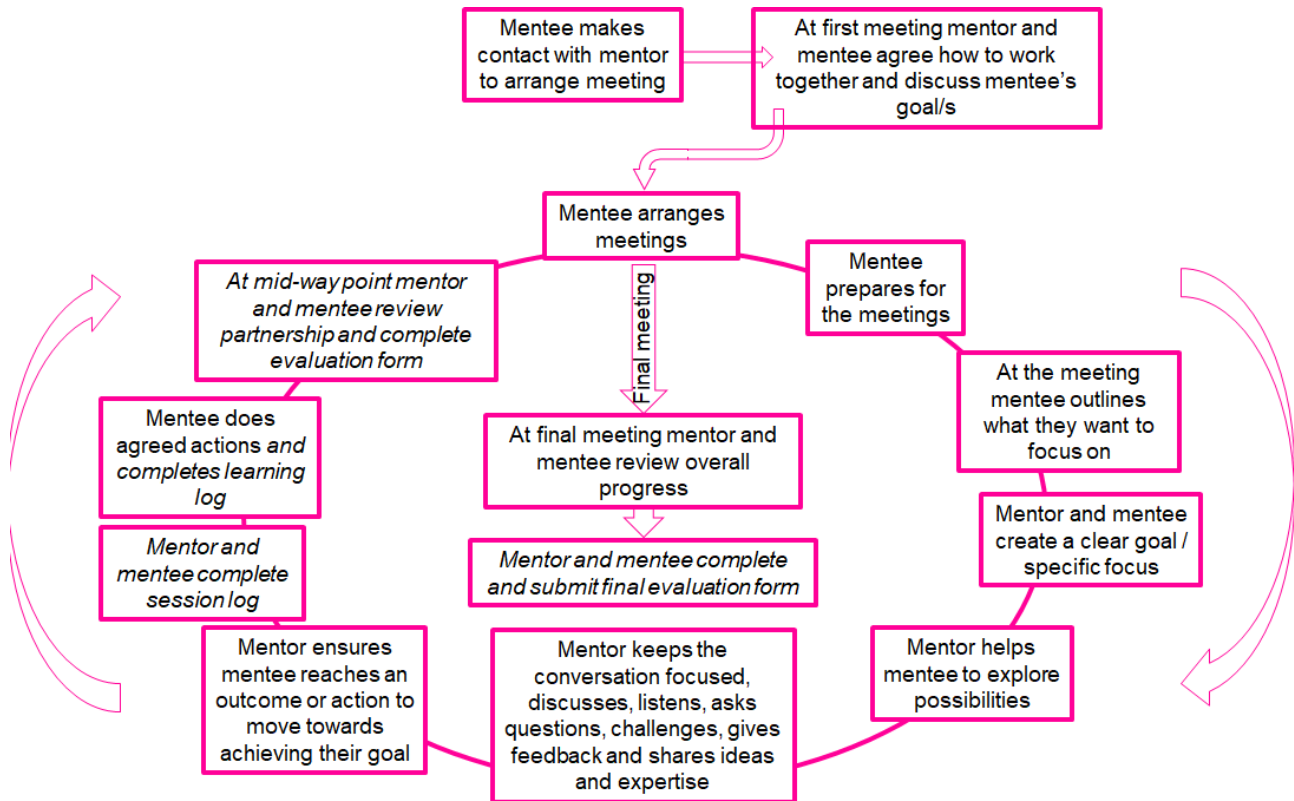 Mentee makes
contact with mentor
to arrange meeting
At first meeting mentor and
mentee agree how to work
together and discuss mentee’s
goal/s
Mentee arranges
meetings
Mentee
prepares for
the meetings
At the meeting
mentee outlines
what they want to
focus on
Mentor and mentee
create a clear goal /
specific focus
Mentor helps
mentee to explore
possibilities
Mentor keeps the
conversation focused,
discusses, listens, asks
questions, challenges, gives
feedback and shares ideas
and expertise
Mentor ensures
mentee reaches an
outcome or action to
move towards
achieving their goal
Mentor and
mentee complete
session log
Mentee does
agreed actions and
completes learning
log
At mid-way point mentor
and mentee review
partnership and complete
evaluation form
Final meeting
At final meeting mentor and
mentee review overall
progress
Mentor and mentee complete
and submit final evaluation form